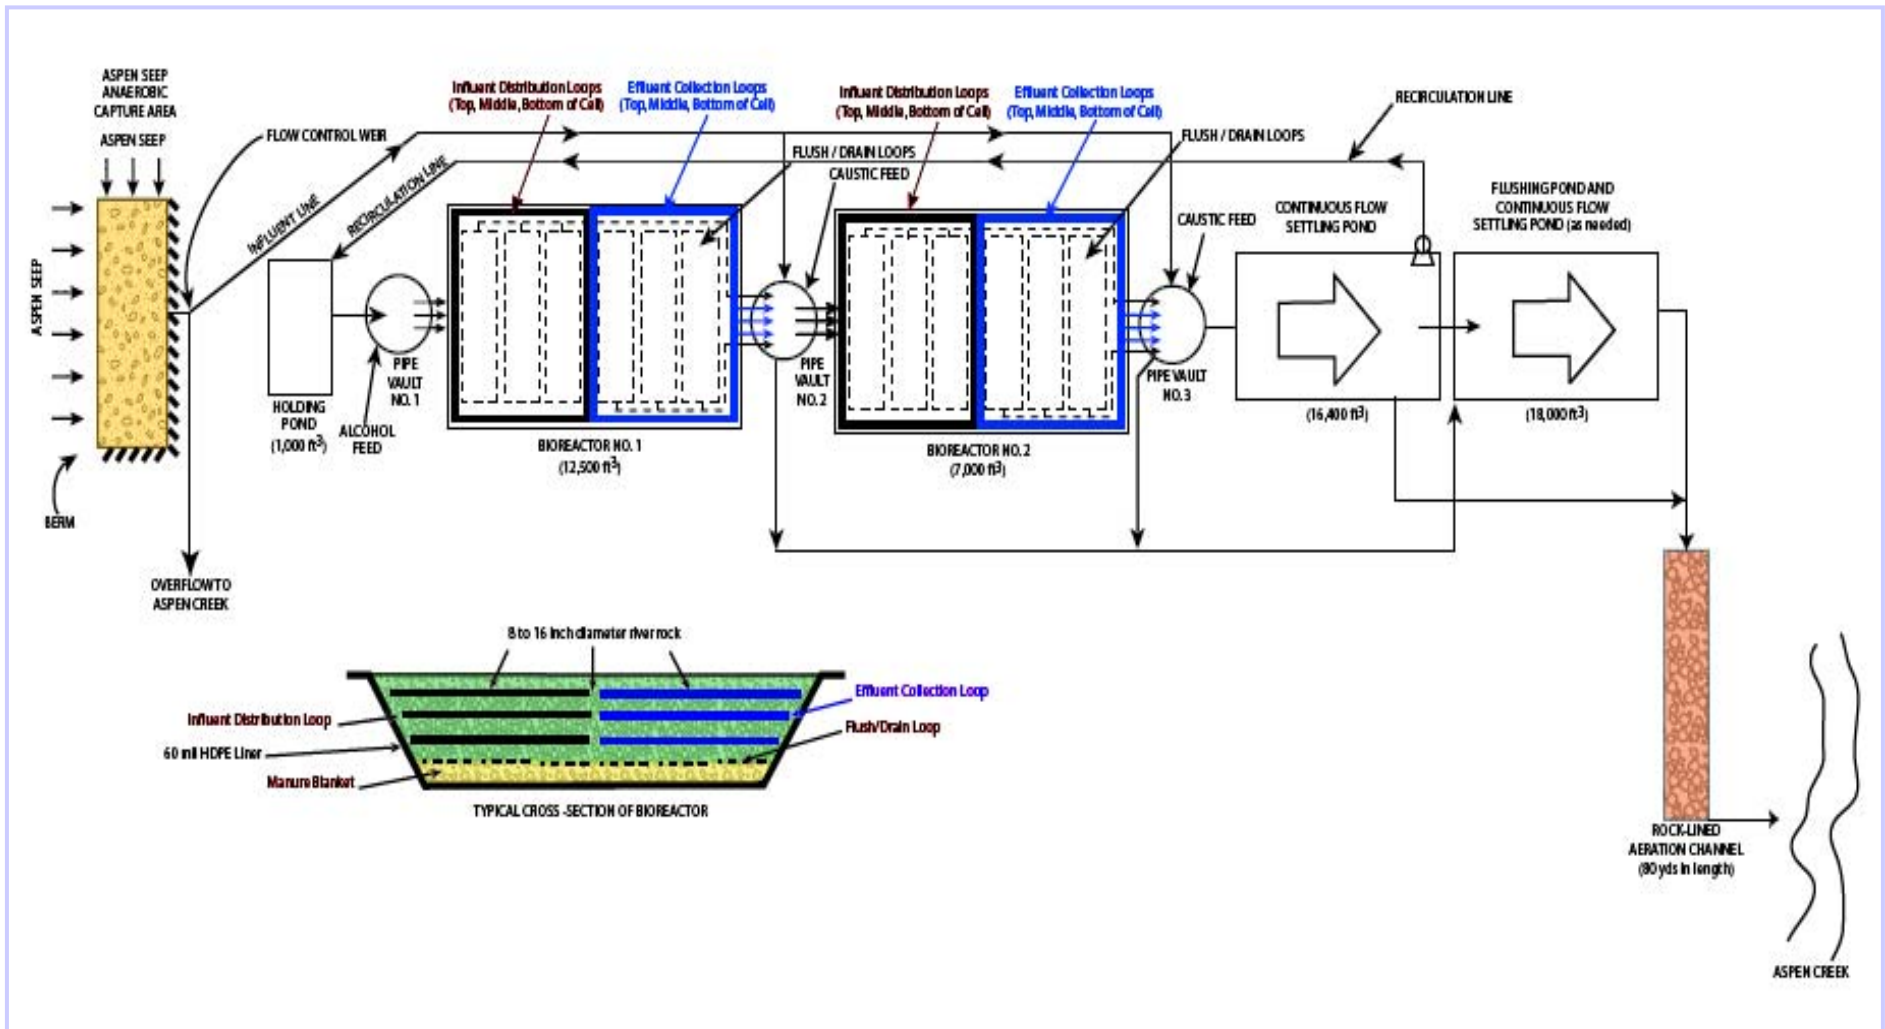 ASPEN SEEP
ANAEROBIC
CAPTURE AREA
ASPEN SEEP
ASPEN SEEP
BERM
FLOW CONTROL WEIR
INFLUENT LINE
RECIRCULATION LINE
OVERFLOW TO
ASPEN CREEK
HOLDING
POND
(1,000 ft³)
ALCOHOL
FEED
PIPE
VAULT
NO. 1
Influent Distribution Loops
(Top, Middle, Bottom of Cell)
Effluent Collection Loops
(Top, Middle, Bottom of Cell)
FLUSH / DRAIN LOOPS
CAUSTIC FEED
BIOREACTOR NO. 1
(12,500 ft³)
PIPE
VAULT
NO. 2
Influent Distribution Loops
(Top, Middle, Bottom of Cell)
Effluent Collection Loops
(Top, Middle, Bottom of Cell)
FLUSH / DRAIN LOOPS
CAUSTIC FEED
BIOREACTOR NO. 2
(7,000 ft³)
PIPE VAULT
NO. 3
RECIRCULATION LINE
CONTINUOUS FLOW
SETTLING POND
(16,400 ft³)
FLUSHING POND AND
CONTINUOUS FLOW
SETTLING POND (as needed)
(18,000 ft³)
8 to 16 inch diameter river rock
Influent Distribution Loop
60 mil HDPE Liner
Manure Blanket
Effluent Collection Loop
Flush/Drain Loop
TYPICAL CROSS -SECTION OF BIOREACTOR
ROCK-LINED
AERATION CHANNEL
(80 yds in length)
ASPEN CREEK